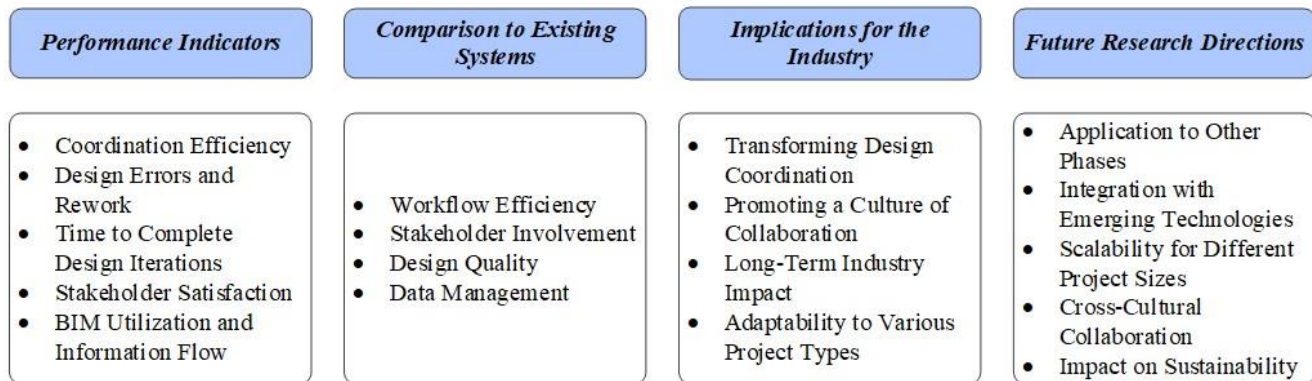 Performance Indicators
• Coordination Efficiency
• Design Errors and
Rework
• Time to Complete
Design Iterations
• Stakeholder Satisfaction
• BIM Utilization and
Information Flow
Comparison to Existing
Systems
• Workflow Efficiency
• Stakeholder Involvement
• Design Quality
• Data Management
Implications for the
Industry
• Transforming Design
Coordination
• Promoting a Culture of
Collaboration
• Long-Term Industry
Impact
• Adaptability to Various
Project Types
Future Research Directions
• Application to Other
Phases
• Integration with
Emerging Technologies
• Scalability for Different
Project Sizes
• Cross-Cultural
Collaboration
• Impact on Sustainability